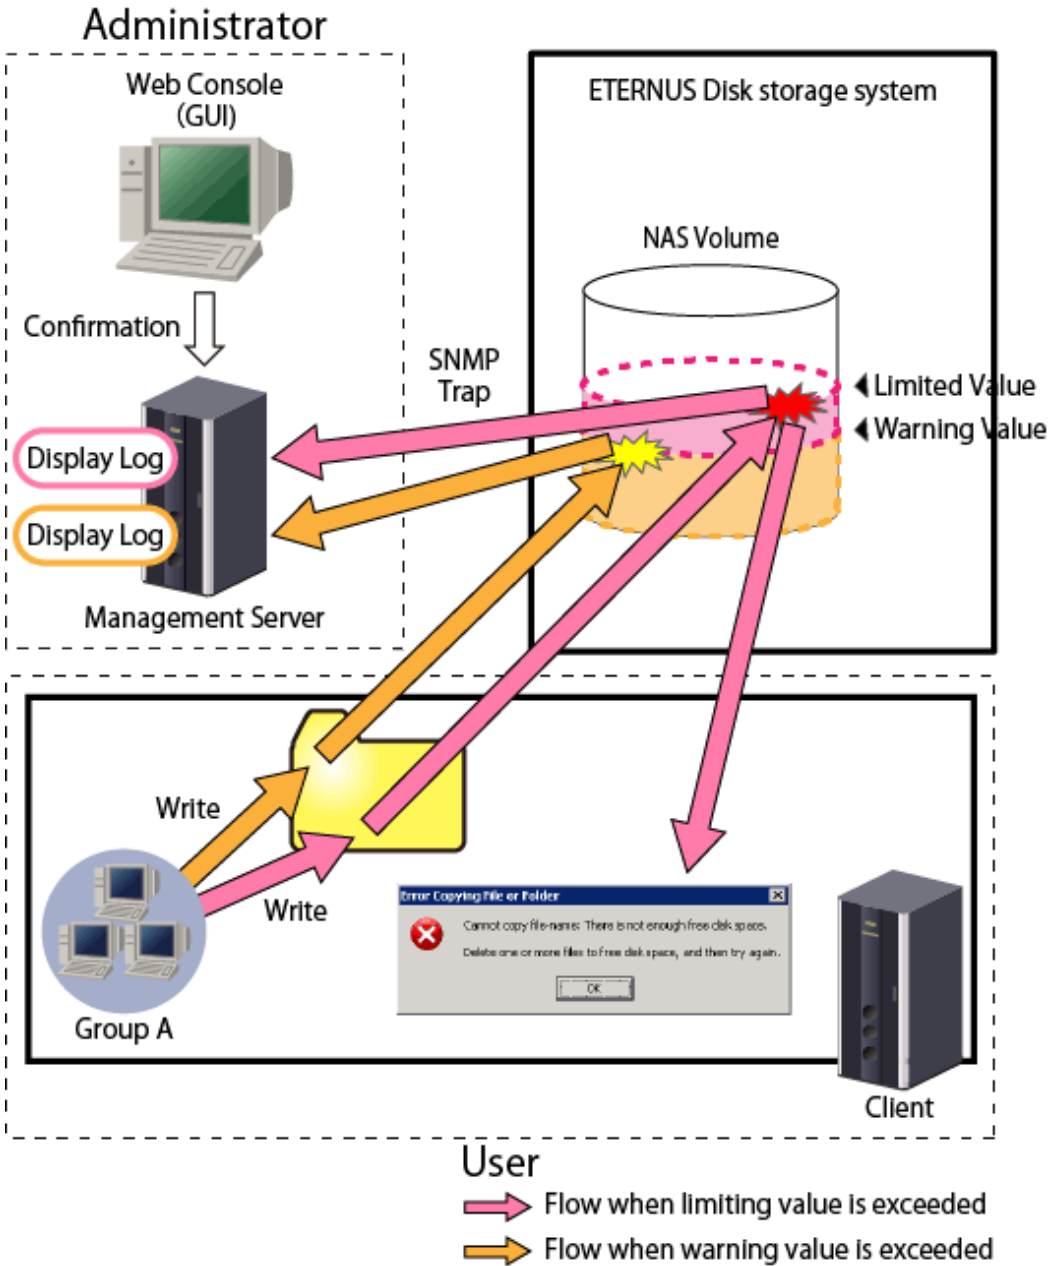 Administrator
Web Console
(GUI)
Confirmation
Display Log
Display Log
Management Server
SNMP
Trap
ETERNUS Disk storage system
NAS Volume
Limited Value
Warning Value
Write
Write
Group A
Error Copying File or Folder
Cannot copy file-name: There is not enough free disk space.
Delete one or more files to free disk space, and then try again.
OK
Client
User
Flow when limiting value is exceeded
Flow when warning value is exceeded